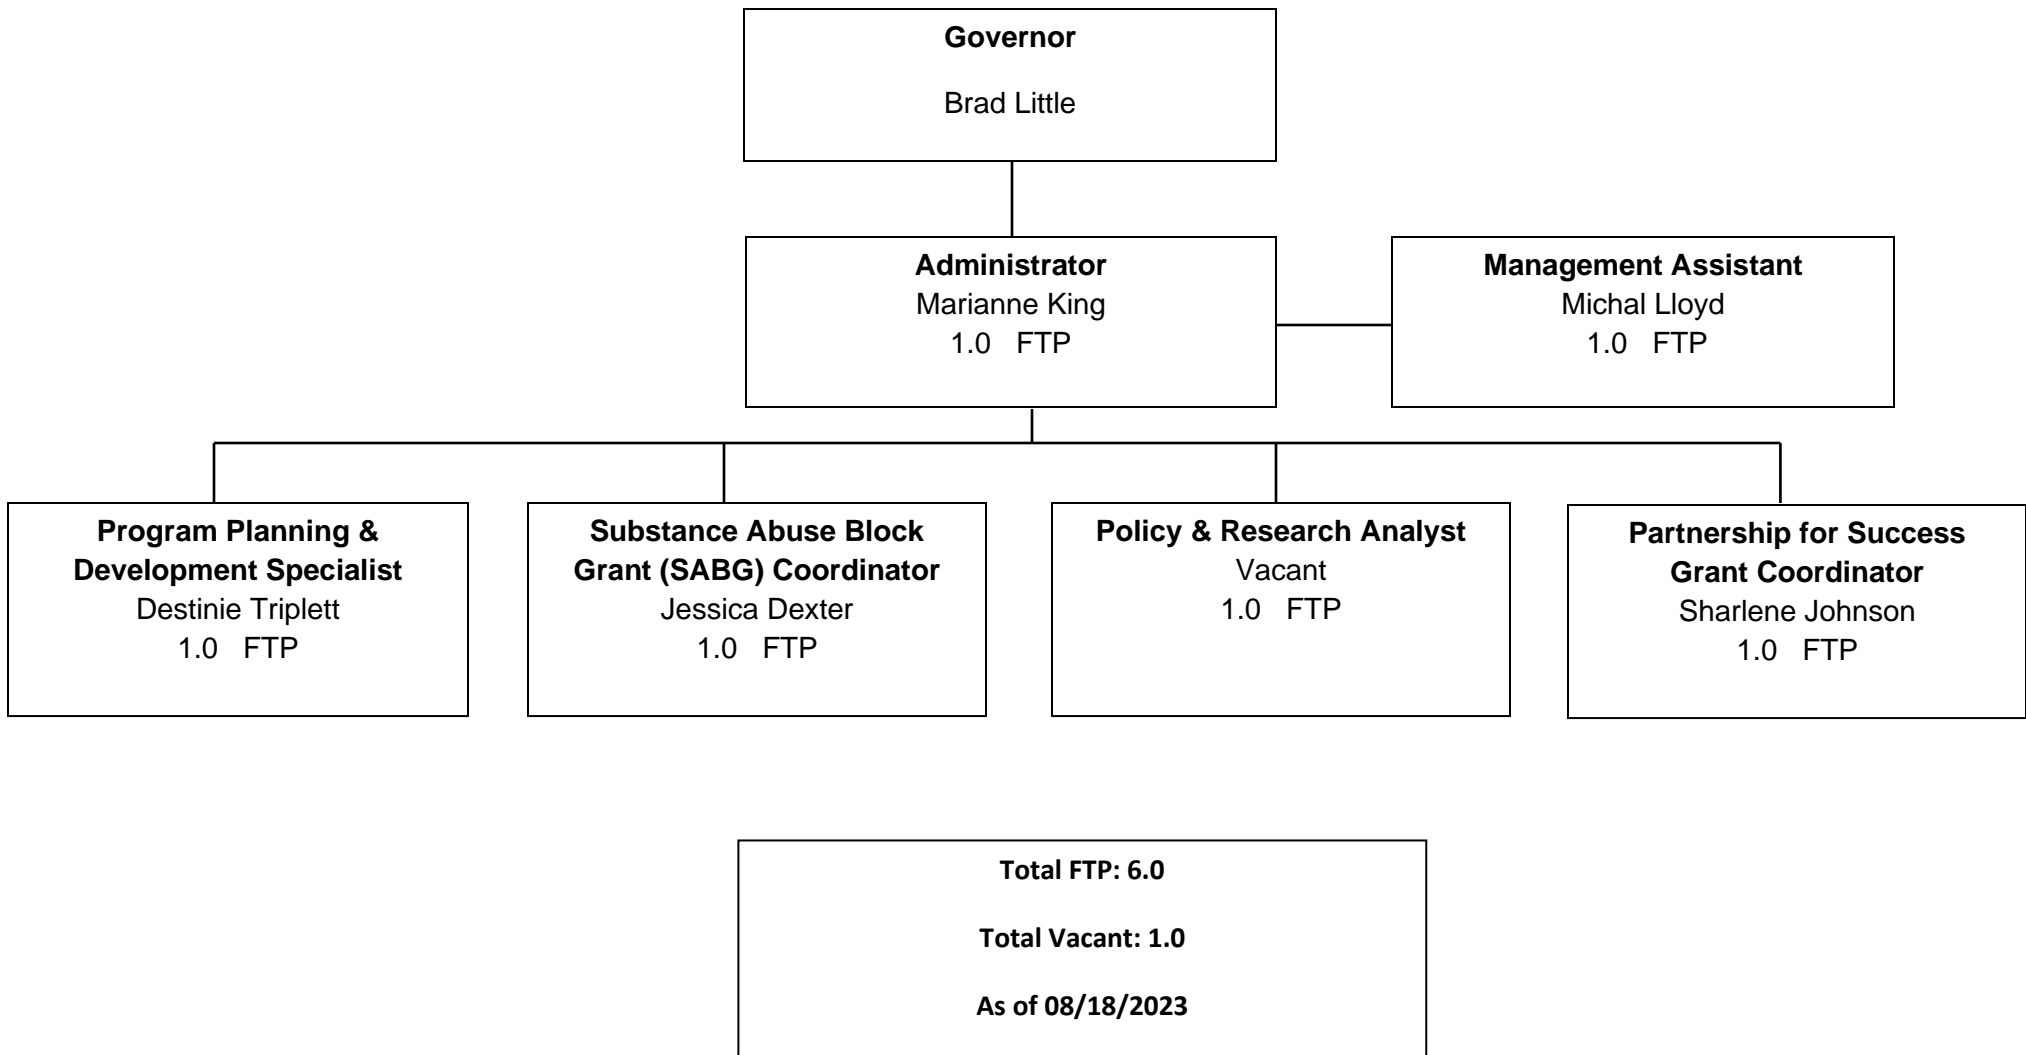 Governor
Brad Little
Administrator
Marianne King
1.0 FTP
Management Assistant
Michal Lloyd
1.0 FTP
Program Planning &
Development Specialist
Destinie Triplett
1.0 FTP
Substance Abuse Block
Grant (SABG) Coordinator
Jessica Dexter
1.0 FTP
Policy & Research Analyst
Vacant
1.0 FTP
Partnership for Success
Grant Coordinator
Sharlene Johnson
1.0 FTP
Total FTP: 6.0
Total Vacant: 1.0
As of 08/18/2023